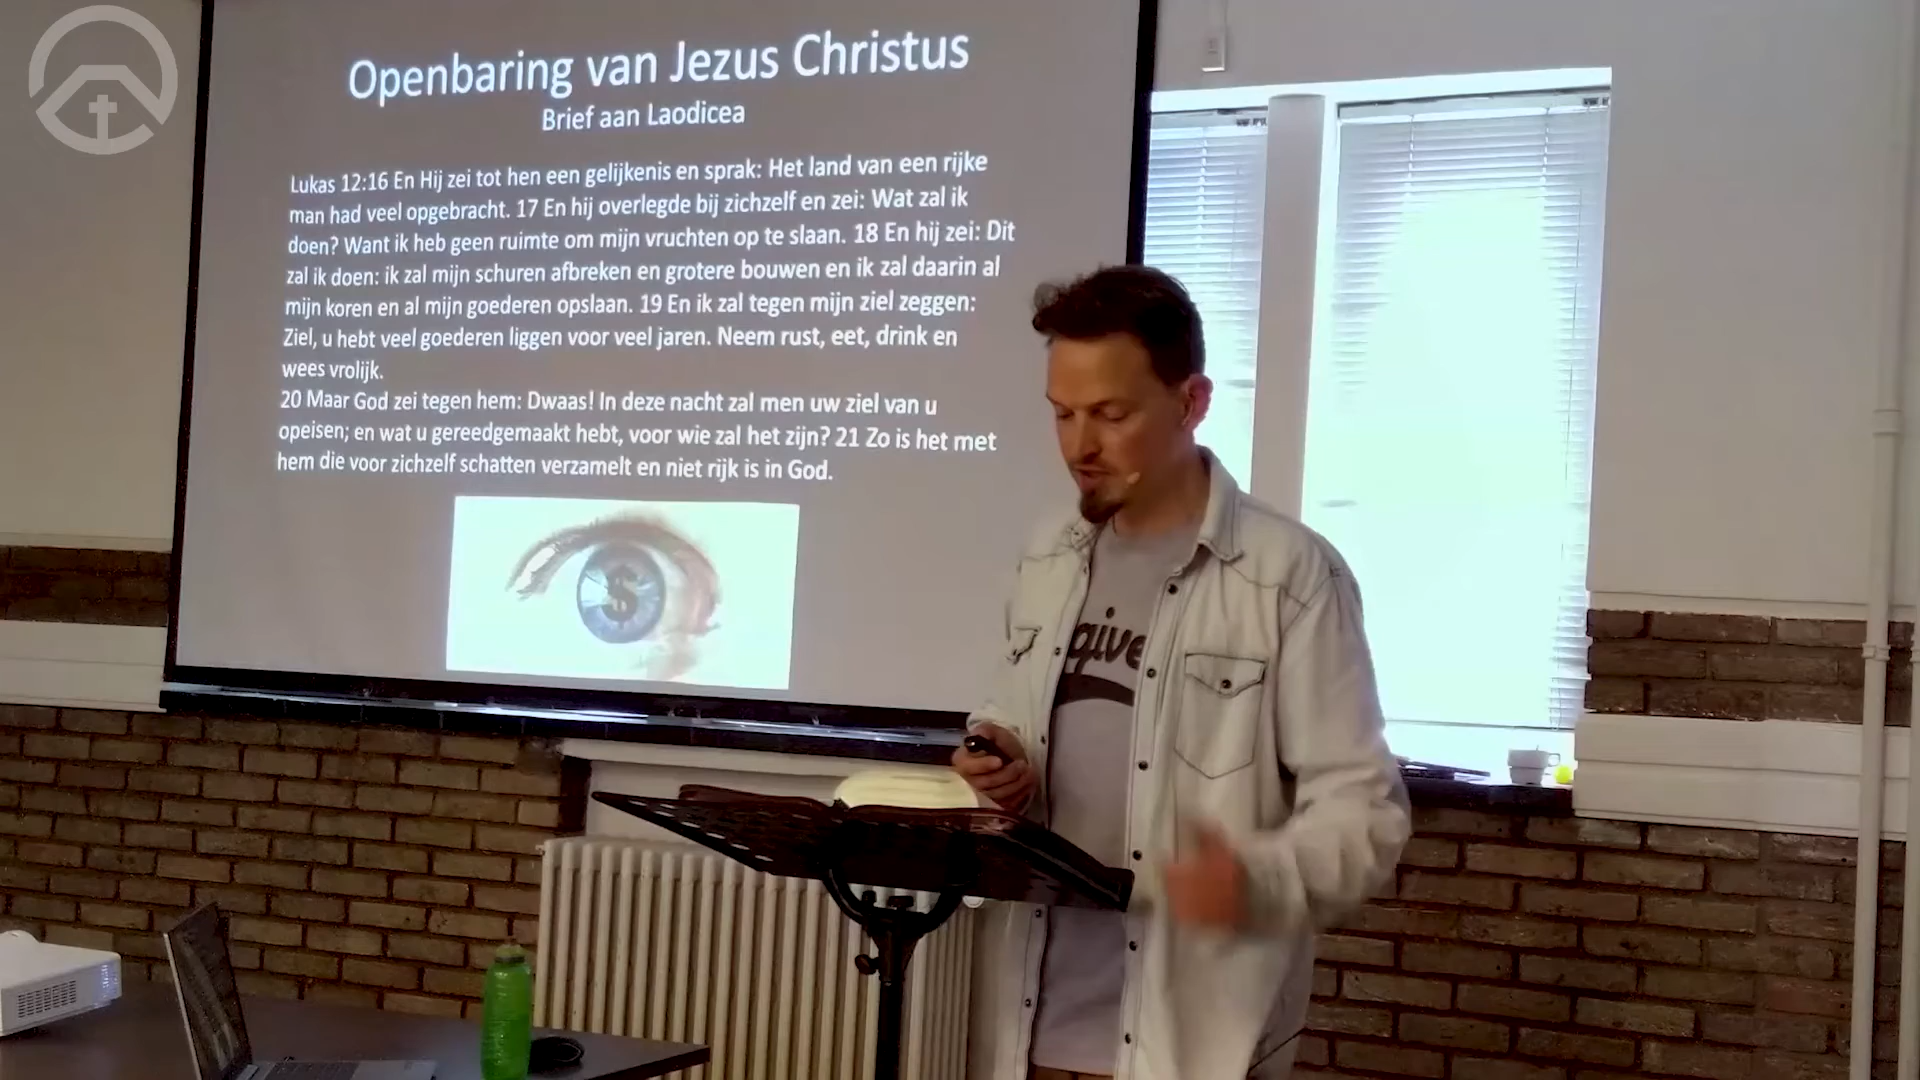 Openbaring van Jezus Christus
Brief aan Laodicea
Lukas 12:16 En Hij zei tot hen een gelijkenis en sprak: Het land van een rijke
man had veel opgebracht. 17 En hij overlegde bij zichzelf en zei: Wat zal ik
doen? Want ik heb geen ruimte om mijn vruchten op te slaan. 18 En hij zei: Dit
zal ik doen: ik zal mijn schuren afbreken en grotere bouwen en ik zal daarin al
mijn koren en al mijn goederen opslaan. 19 En ik zal tegen mijn ziel zeggen:
Ziel, u hebt veel goederen liggen voor veel jaren. Neem rust, eet, drink en
wees vrolijk.
20 Maar God zei tegen hem: Dwaas! In deze nacht zal men uw ziel van u
opeisen; en wat u gereedgemaakt hebt, voor wie zal het zijn? 21 Zo is het met
hem die voor zichzelf schatten verzamelt en niet rijk is in God.
$
give